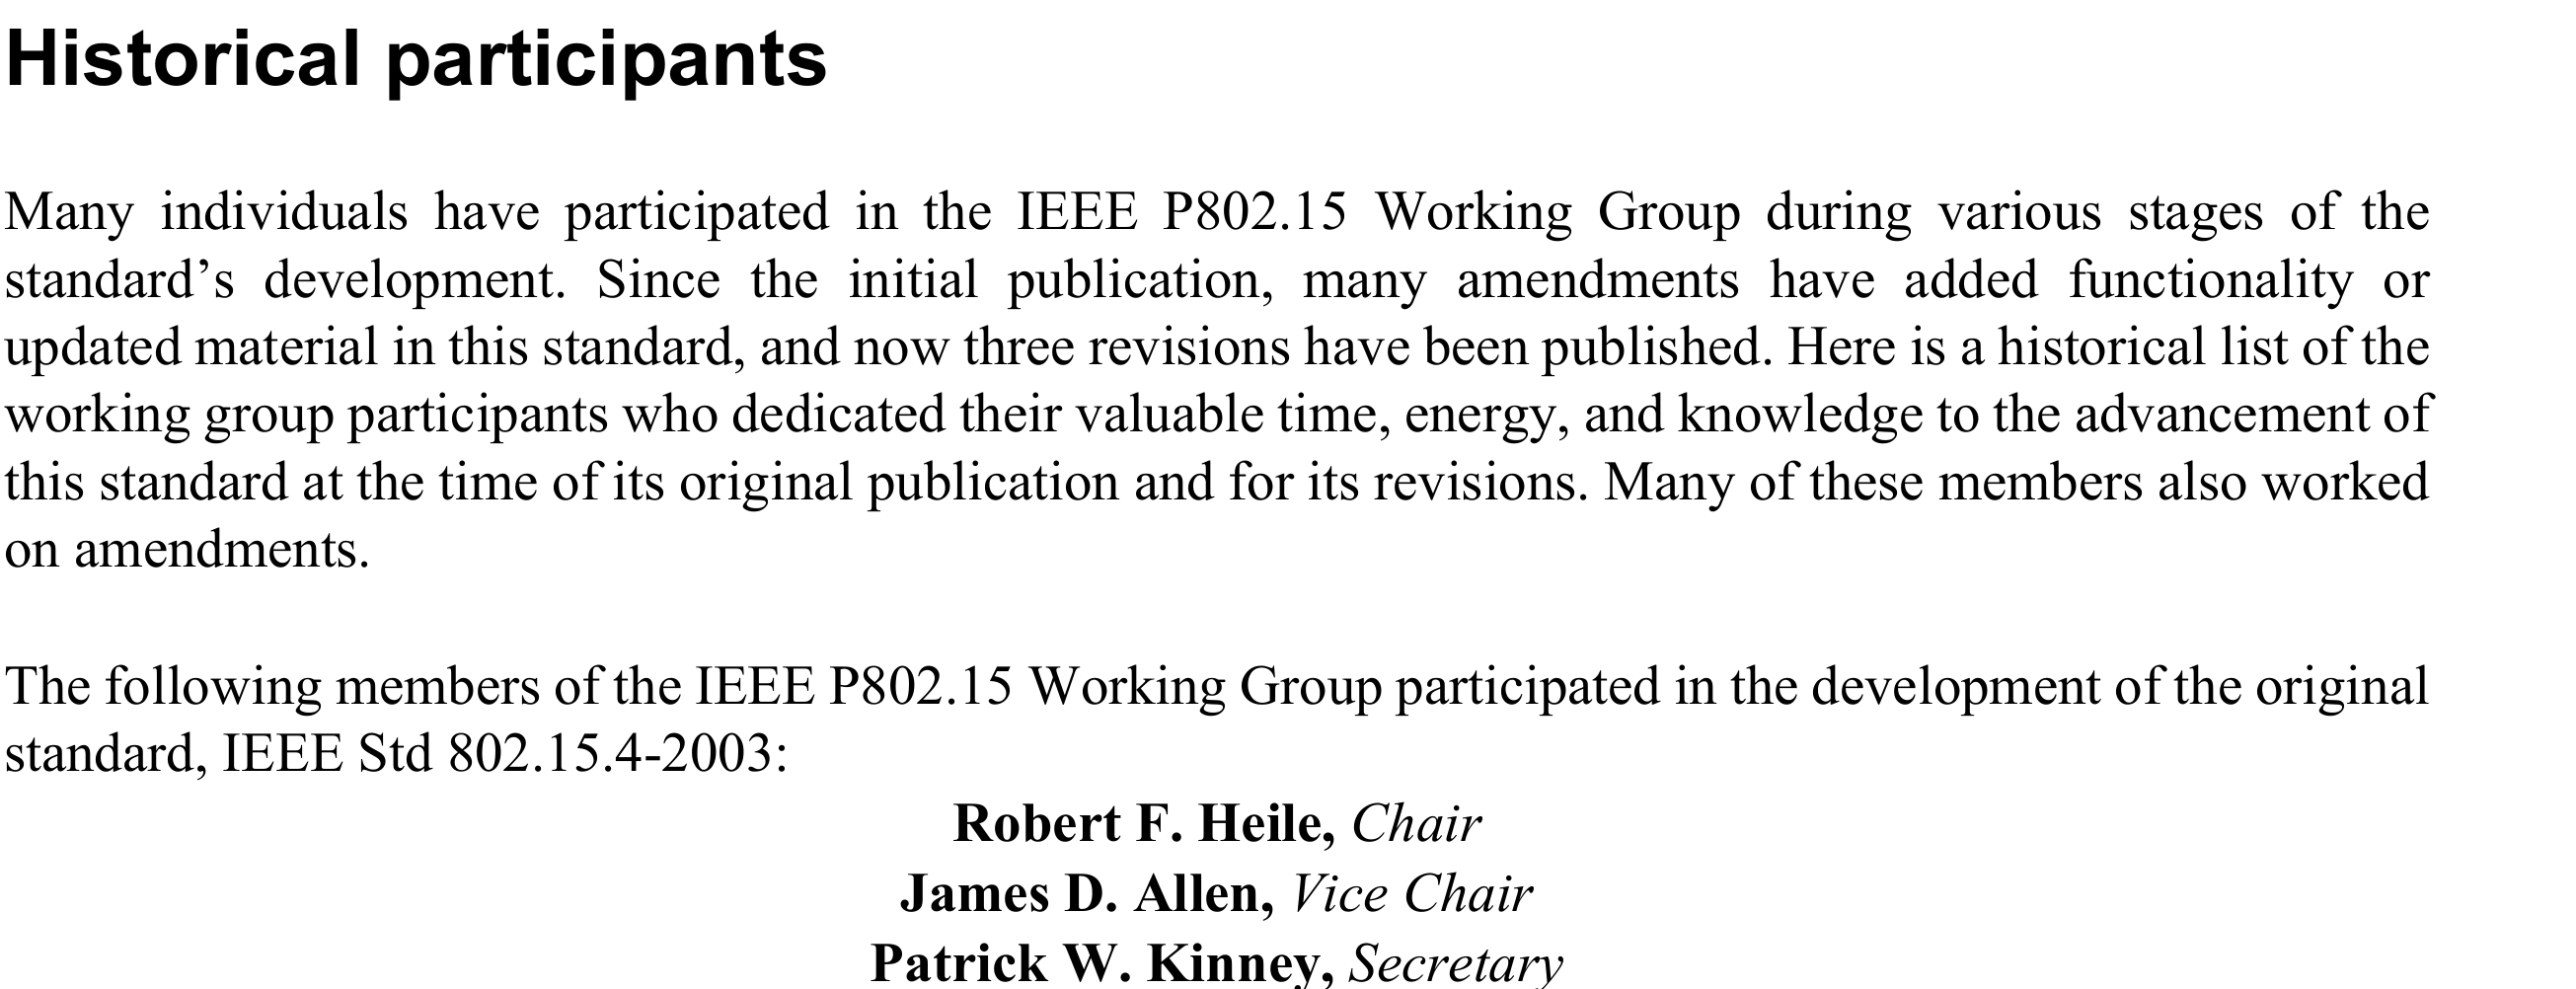 Historical participants
Many individuals have participated in the IEEE P802.15 Working Group during various stages of the
standard’s development. Since the initial publication, many amendments have added functionality or
updated material in this standard, and now three revisions have been published. Here is a historical list of the
working group participants who dedicated their valuable time, energy, and knowledge to the advancement of
this standard at the time of its original publication and for its revisions. Many of these members also worked
on amendments.
The following members of the IEEE P802.15 Working Group participated in the development of the original
standard, IEEE Std 802.15.4-2003:
Robert F. Heile, Chair
James D. Allen, Vice Chair
Patrick W. Kinney, Secretary